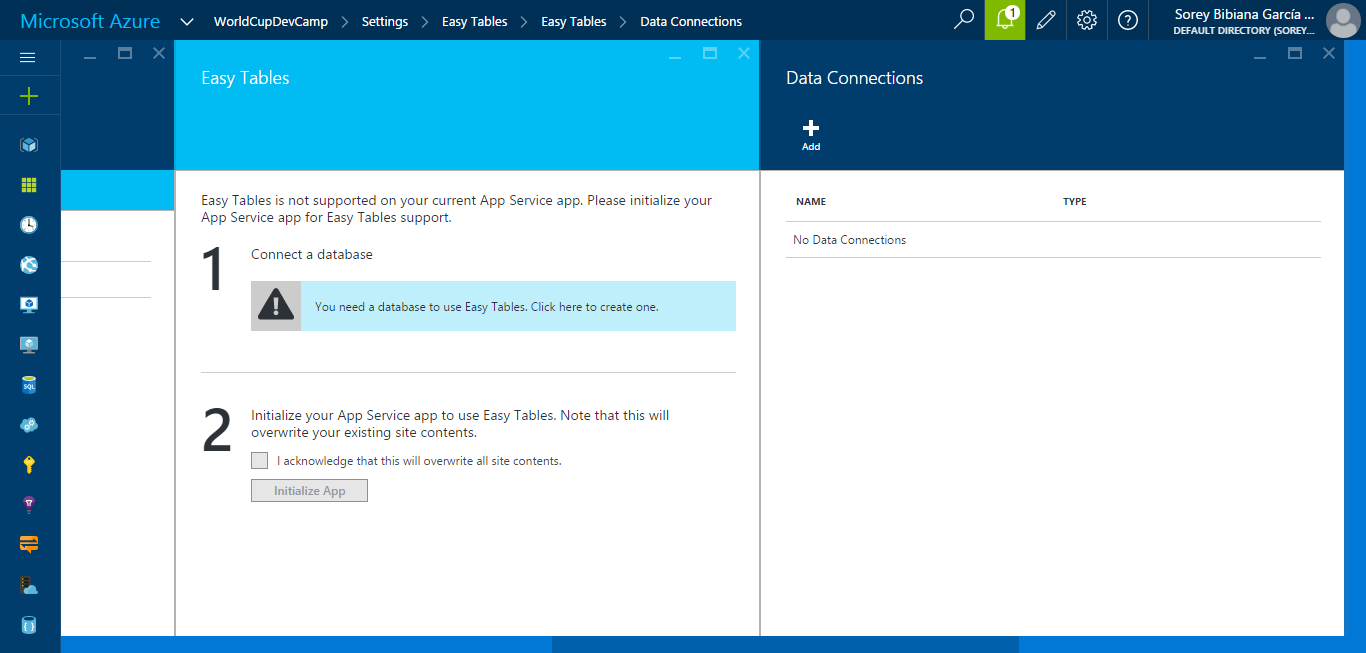 Microsoft Azure
WorldCupDevCamp
Settings
Easy Tables
Easy Tables
Data Connections
1
Sorey Bibiana García ...
DEFAULT DIRECTORY (SOREY...
Easy Tables
Easy Tables is not supported on your current App Service app. Please initialize your
App Service app for Easy Tables support.
1
Connect a database
You need a database to use Easy Tables. Click here to create one.
2
Initialize your App Service app to use Easy Tables. Note that this will
overwrite your existing site contents.
I acknowledge that this will overwrite all site contents.
Initialize App
Data Connections
Add
NAME TYPE
No Data Connections
SQL